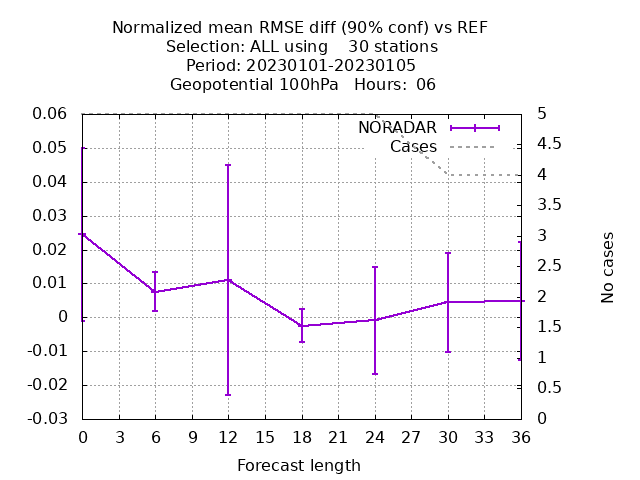 Normalized mean RMSE diff (90% conf) vs REF
Selection: ALL using    30 stations
Period: 20230101-20230105
Geopotential 100hPa   Hours:  06
NORADAR
Cases
0.06
0.05
0.04
0.03
0.02
0.01
0
-0.01
-0.02
-0.03
5
4.5
4
3.5
3
2.5
2
1.5
1
0.5
0
No cases
0 3 6 9 12 15 18 21 24 27 30 33 36
Forecast length